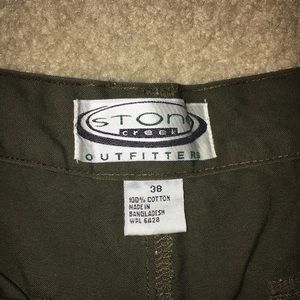 STONE
creek
OUTFITTERS
38
100% COTTON
MADE IN
BANGLADESH
WPL 6828